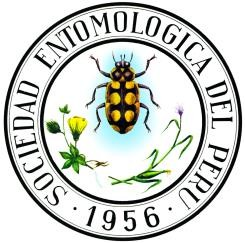 SOCIEDAD ENTOMOLOGICA DEL PERU
· 1956 ·